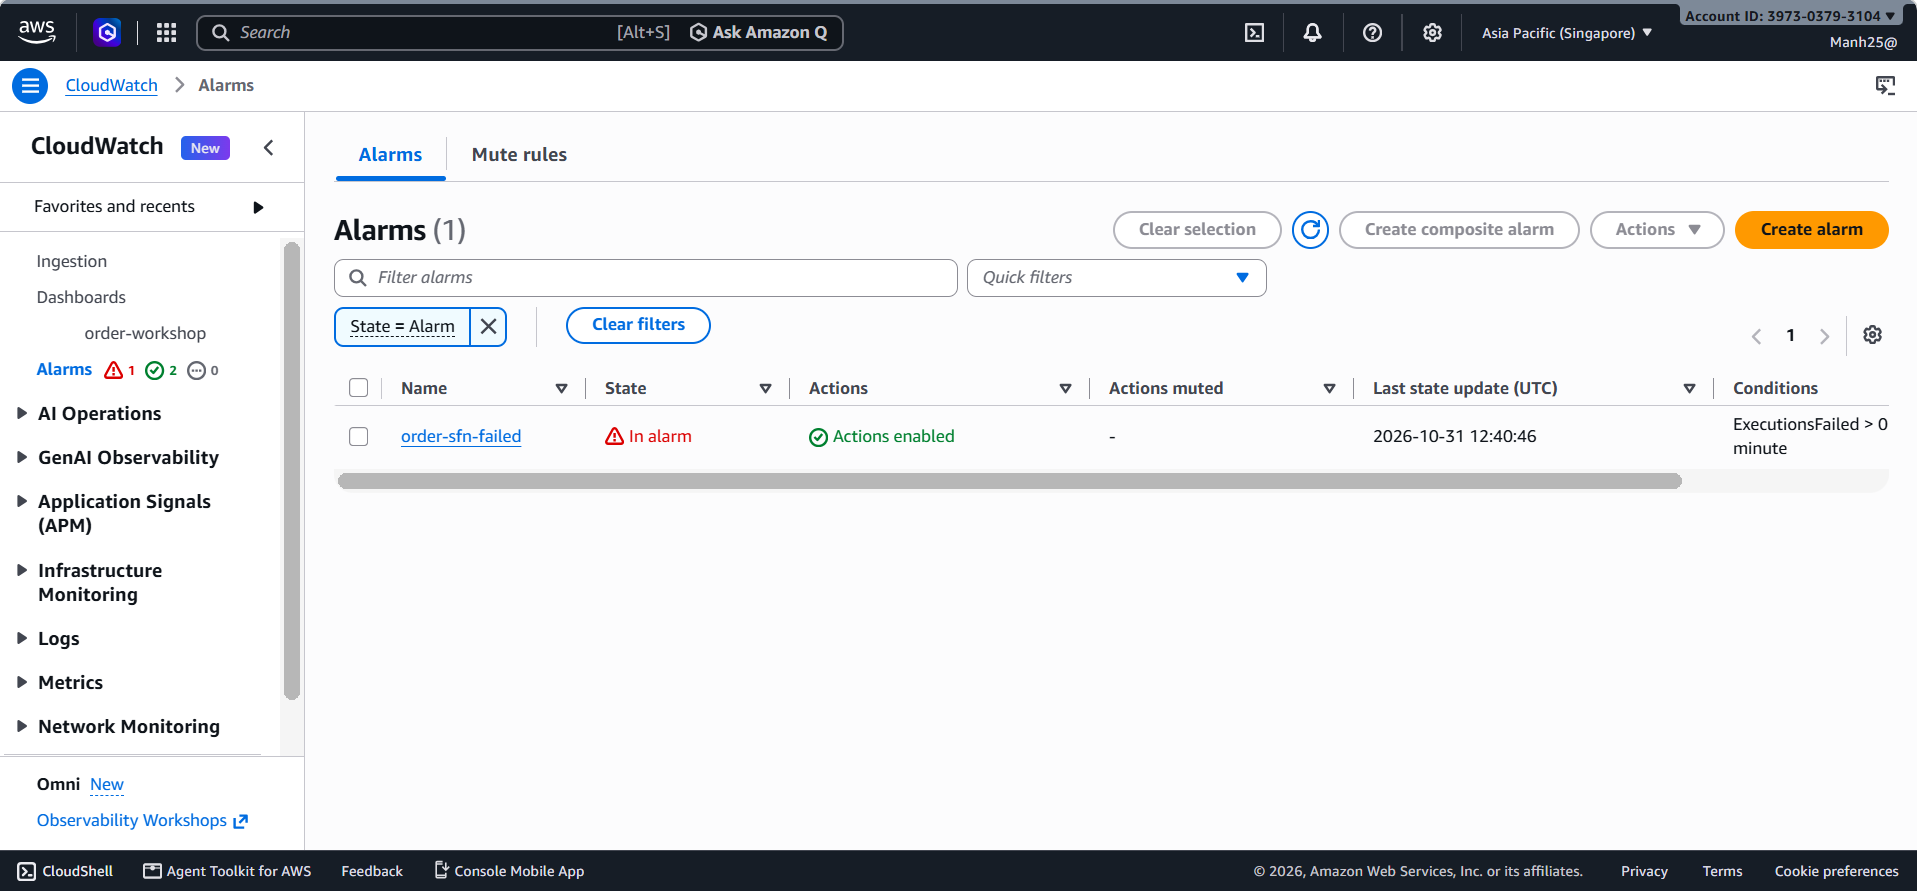 aws
Search [Alt+S] Ask Amazon Q
Asia Pacific (Singapore)
Account ID: 3973-0379-3104
Manh25@
CloudWatch > Alarms
CloudWatch New
Favorites and recents
Ingestion
Dashboards
order-workshop
Alarms 1 2 0
AI Operations
GenAI Observability
Application Signals
(APM)
Infrastructure
Monitoring
Logs
Metrics
Network Monitoring
Omni New
Observability Workshops
Alarms Mute rules
Alarms (1)
Clear selection Create composite alarm Actions Create alarm
Filter alarms Quick filters
State = Alarm Clear filters
1
Name State Actions Actions muted Last state update (UTC) Conditions
order-sfn-failed In alarm Actions enabled - 2026-10-31 12:40:46 ExecutionsFailed > 0
minute
CloudShell Agent Toolkit for AWS Feedback Console Mobile App © 2026, Amazon Web Services, Inc. or its affiliates. Privacy Terms Cookie preferences